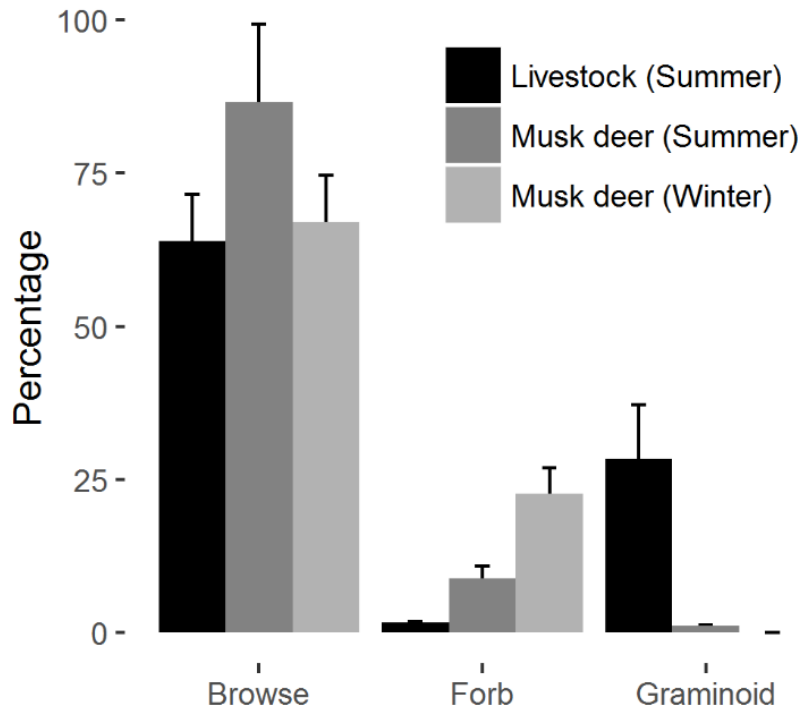 100
Livestock (Summer)
Musk deer (Summer)
Musk deer (Winter)
75
50
25
0
Percentage
Browse Forb Graminoid